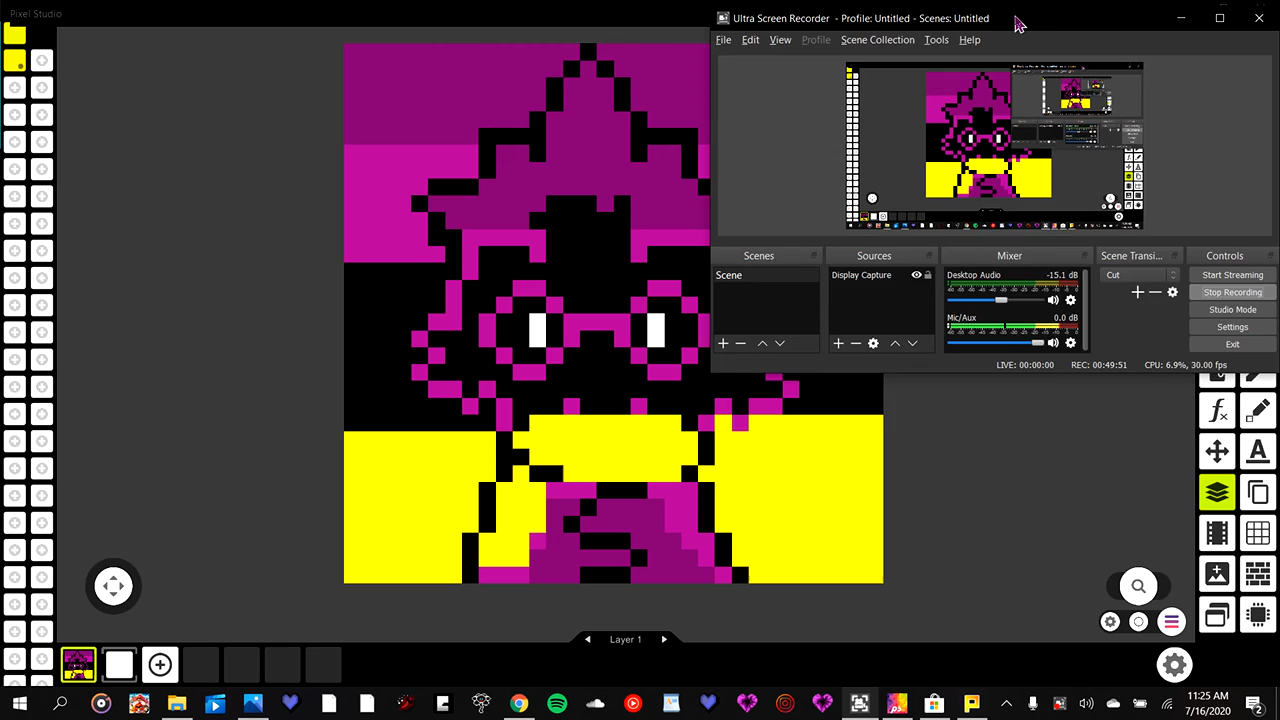 Pixel Studio
Ultra Screen Recorder - Profile: Untitled - Scenes: Untitled
File Edit View Profile Scene Collection Tools Help
Scenes
Sources
Mixer
Scene Transi...
Controls
Scene
Display Capture
Desktop Audio -15.1 dB
Mic/Aux 0.0 dB
Cut
Start Streaming
Stop Recording
Studio Mode
Settings
Exit
LIVE: 00:00:00 REC: 00:49:51 CPU: 6.9%, 30.00 fps
Layer 1
11:25 AM
7/16/2020